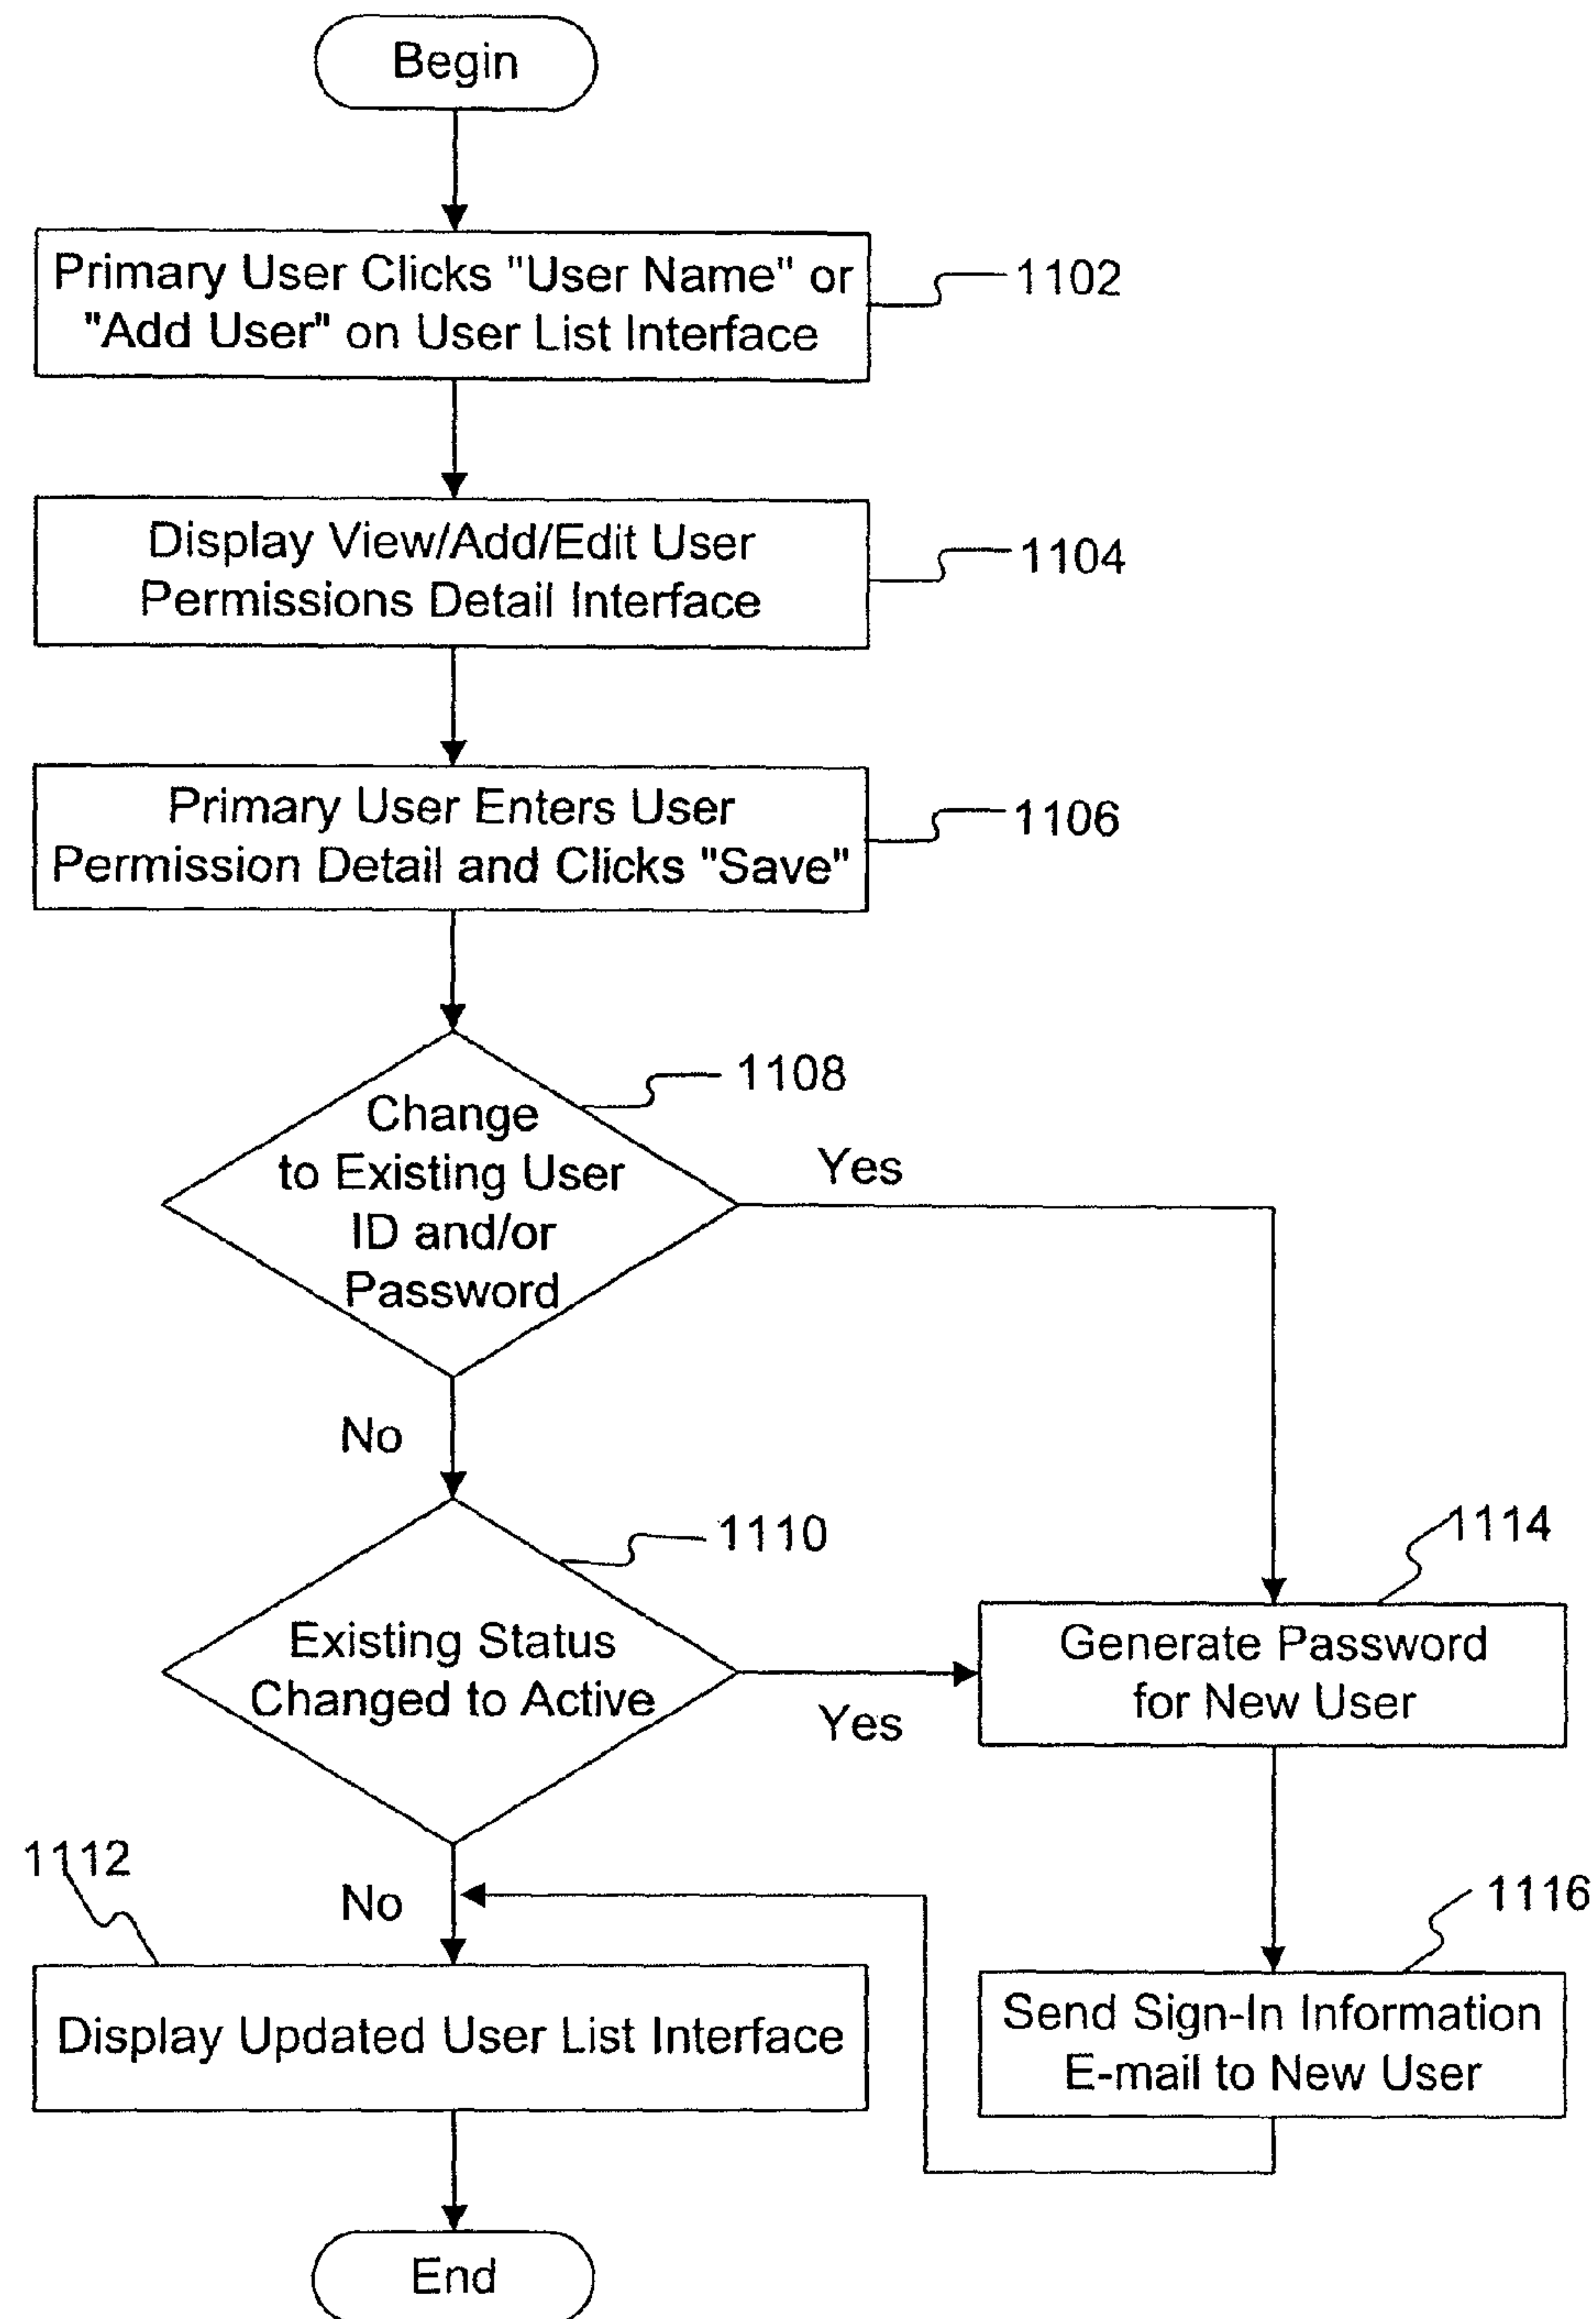 Begin
Primary User Clicks "User Name" or
"Add User" on User List Interface
1102
Display View/Add/Edit User
Permissions Detail Interface
1104
Primary User Enters User
Permission Detail and Clicks "Save"
1106
Change
to Existing User
ID and/or
Password
1108
Yes
No
Existing Status
Changed to Active
1110
Yes
1114
Generate Password
for New User
1112
No
1116
Display Updated User List Interface
Send Sign-In Information
E-mail to New User
End